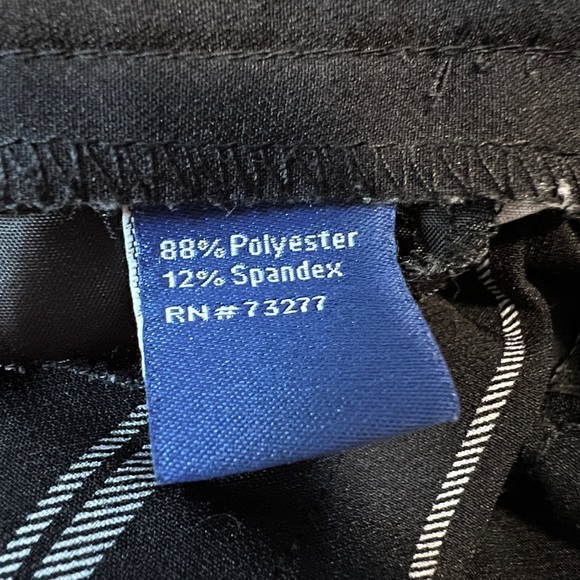 88% Polyester
12% Spandex
RN# 73277